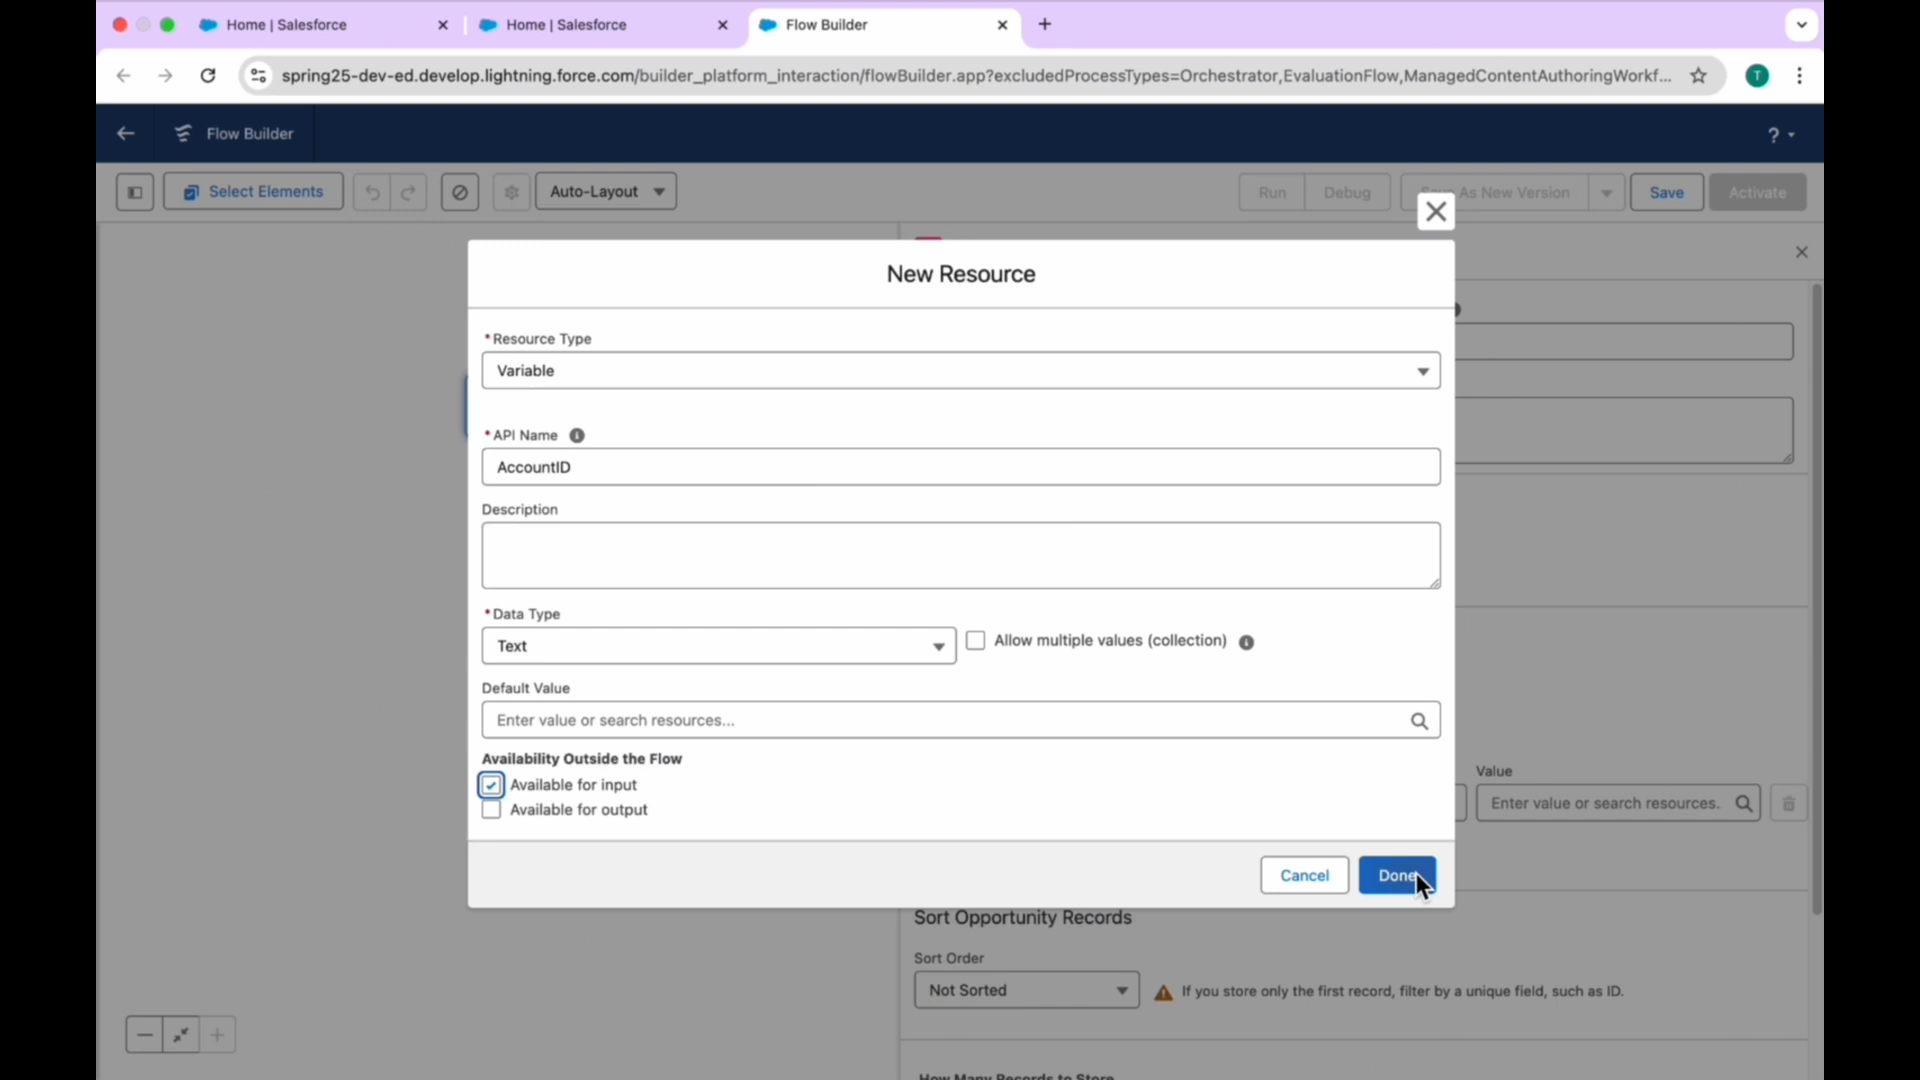 Home | Salesforce
Home | Salesforce
Flow Builder
spring25-dev-ed.develop.lightning.force.com/builder_platform_interaction/flowBuilder.app?excludedProcessTypes=Orchestrator,EvaluationFlow,ManagedContentAuthoringWorkf...
T
Flow Builder
?
Select Elements
Auto-Layout
Run
Debug
As New Version
Save
Activate
New Resource
*Resource Type
Variable
*API Name
AccountID
Description
*Data Type
Text
Allow multiple values (collection)
Default Value
Enter value or search resources...
Availability Outside the Flow
Available for input
Available for output
Cancel
Done
Value
Enter value or search resources.
Sort Opportunity Records
Sort Order
Not Sorted
If you store only the first record, filter by a unique field, such as ID.
How Many Records to Store